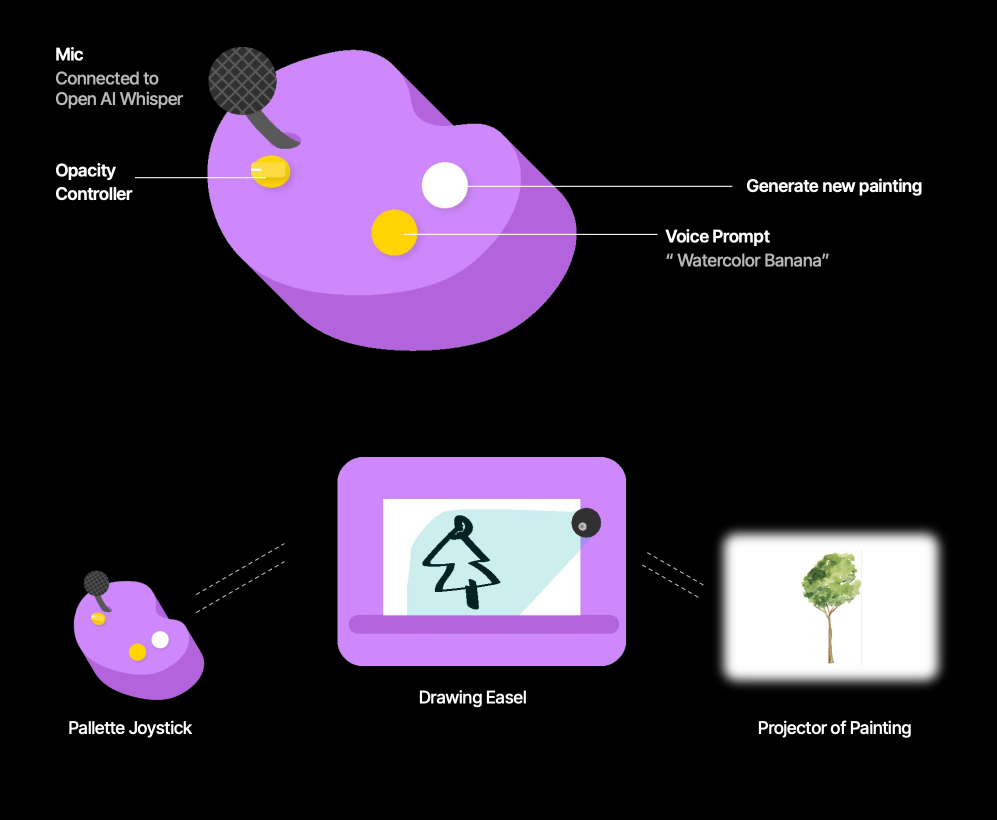 Mic
Connected to
Open AI Whisper
Opacity
Controller
Generate new painting
Voice Prompt
“ Watercolor Banana”
Drawing Easel
Pallette Joystick
Projector of Painting